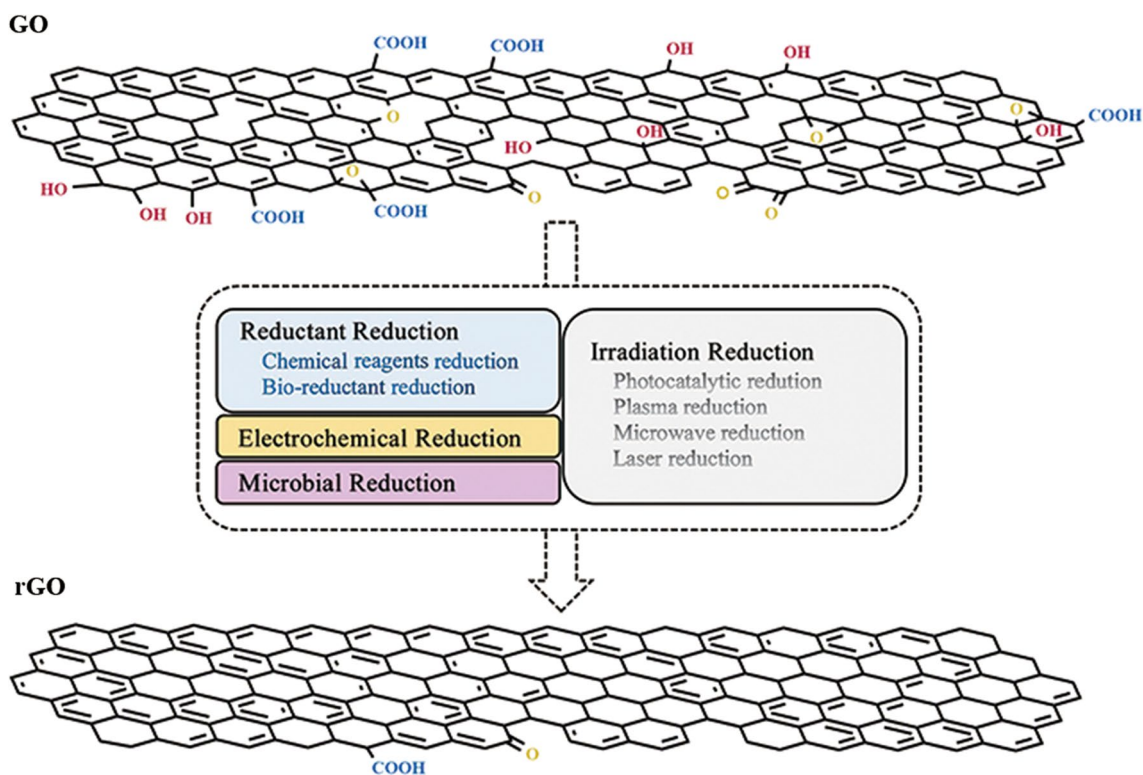 GO
COOH
COOH
OH
OH
O
O
O
COOH
OH
OH
HO
O
HO
O
O
O
OH
OH
COOH
COOH
O
Reductant Reduction
Chemical reagents reduction
Bio-reductant reduction
Electrochemical Reduction
Microbial Reduction
Irradiation Reduction
Photocatalytic redution
Plasma reduction
Microwave reduction
Laser reduction
rGO
O
COOH